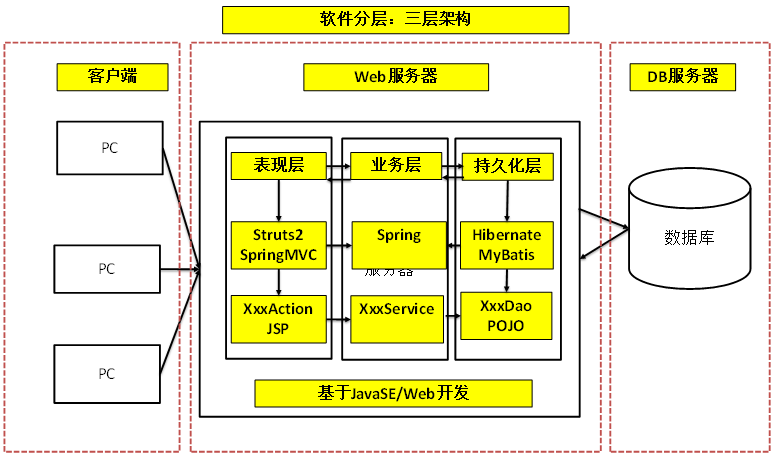 软件分层：三层架构
客户端
Web服务器
DB服务器
PC
PC
PC
表现层
业务层
持久化层
Struts2
SpringMVC
Spring
Hibernate
MyBatis
服务器
XxxAction
JSP
XxxService
XxxDao
POJO
基于JavaSE/Web开发
数据库